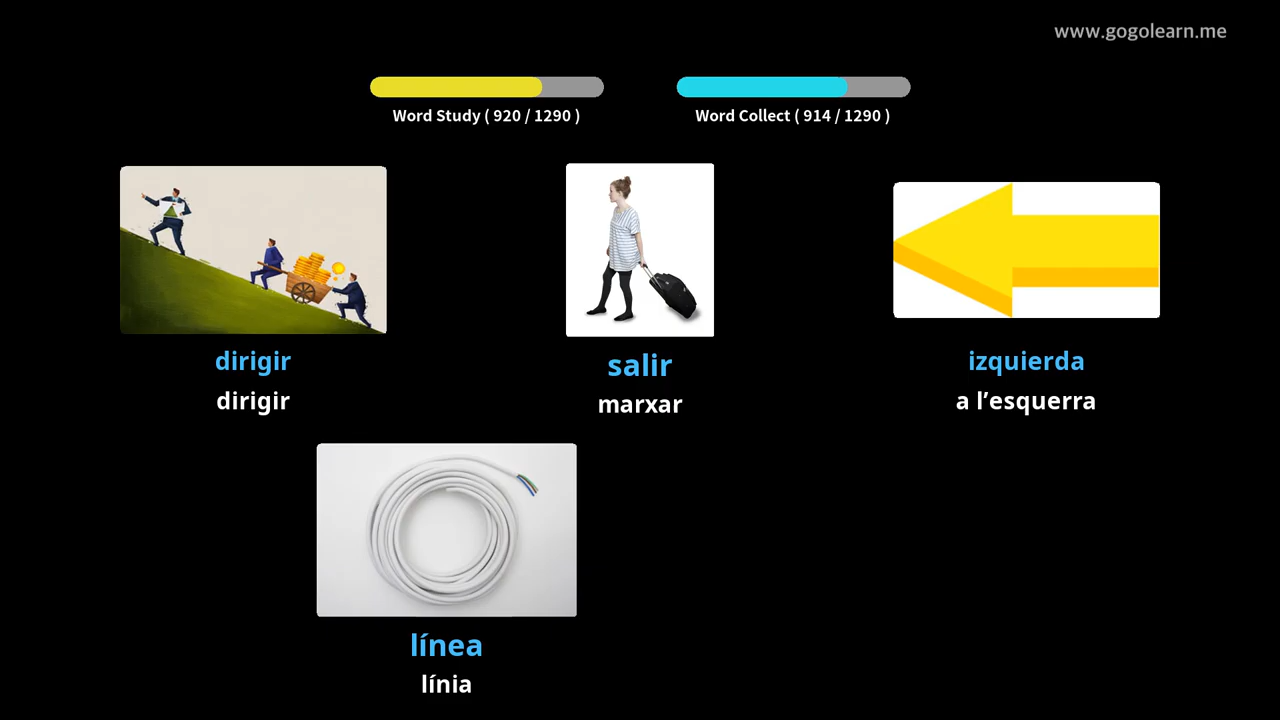 www.gogolearn.me
Word Study ( 920 / 1290 )
Word Collect ( 914 / 1290 )
dirigir
dirigir
salir
marxar
izquierda
a l’esquerra
línea
línia